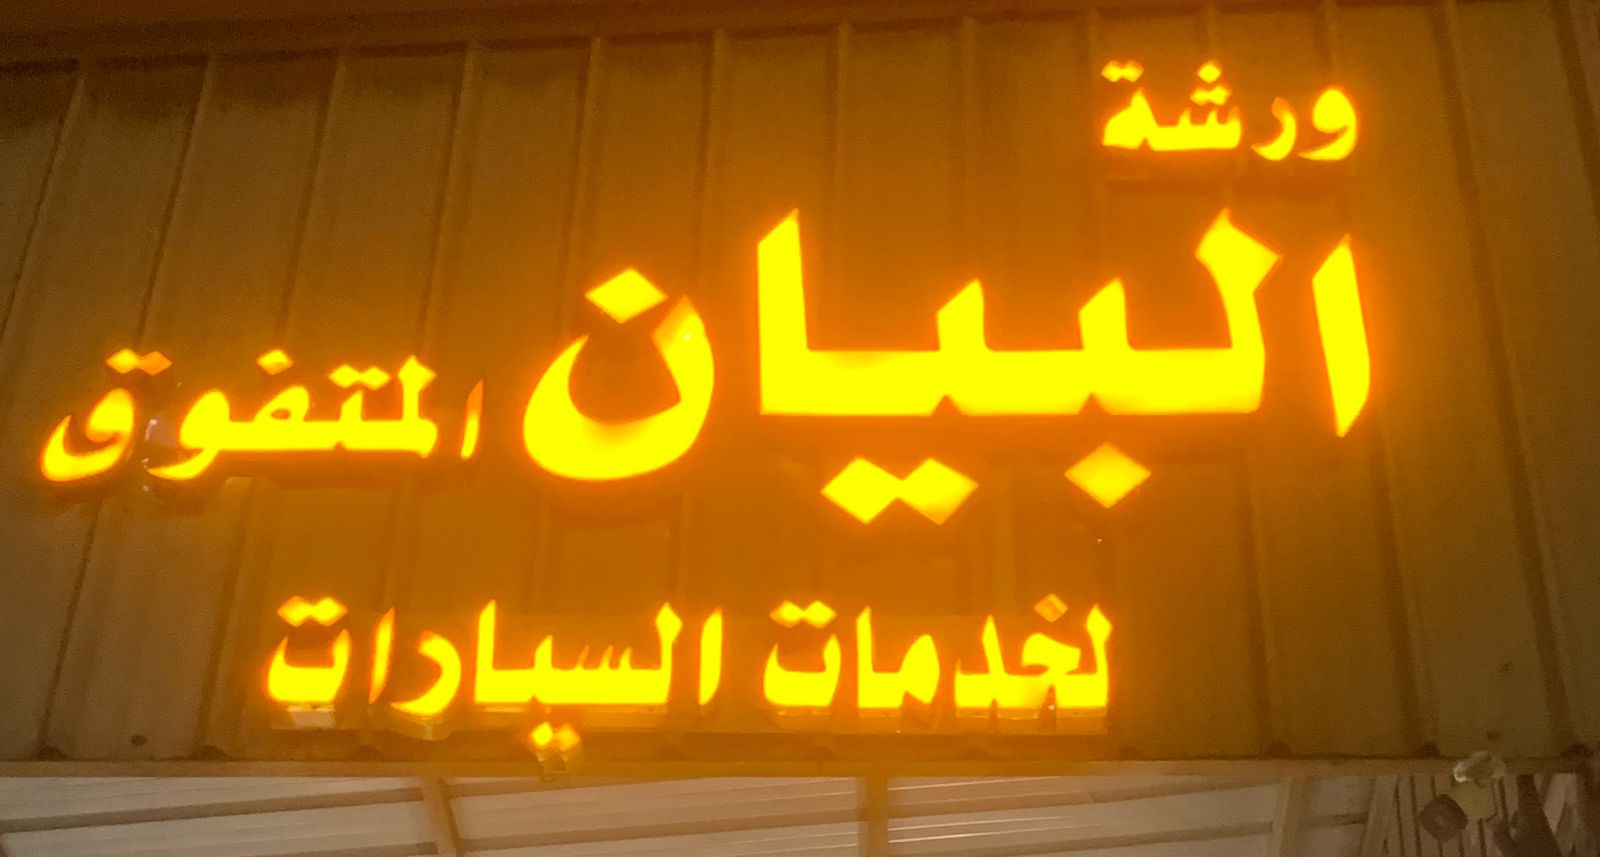 ورشة
البيان المتفوق
لخدمات السيارات